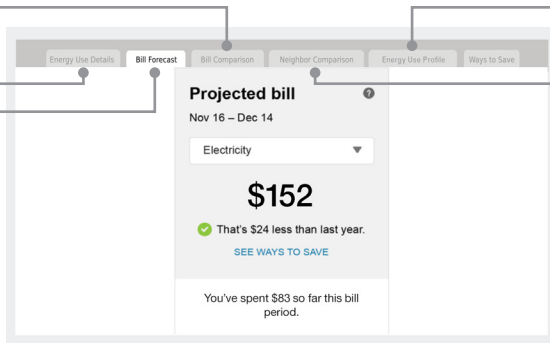 Energy Use Details Bill Forecast Bill Comparison Neighbor Comparison Energy Use Profile Ways to Save
Projected bill ?
Nov 16 – Dec 14
Electricity
$152
That's $24 less than last year.
SEE WAYS TO SAVE
You've spent $83 so far this bill
period.